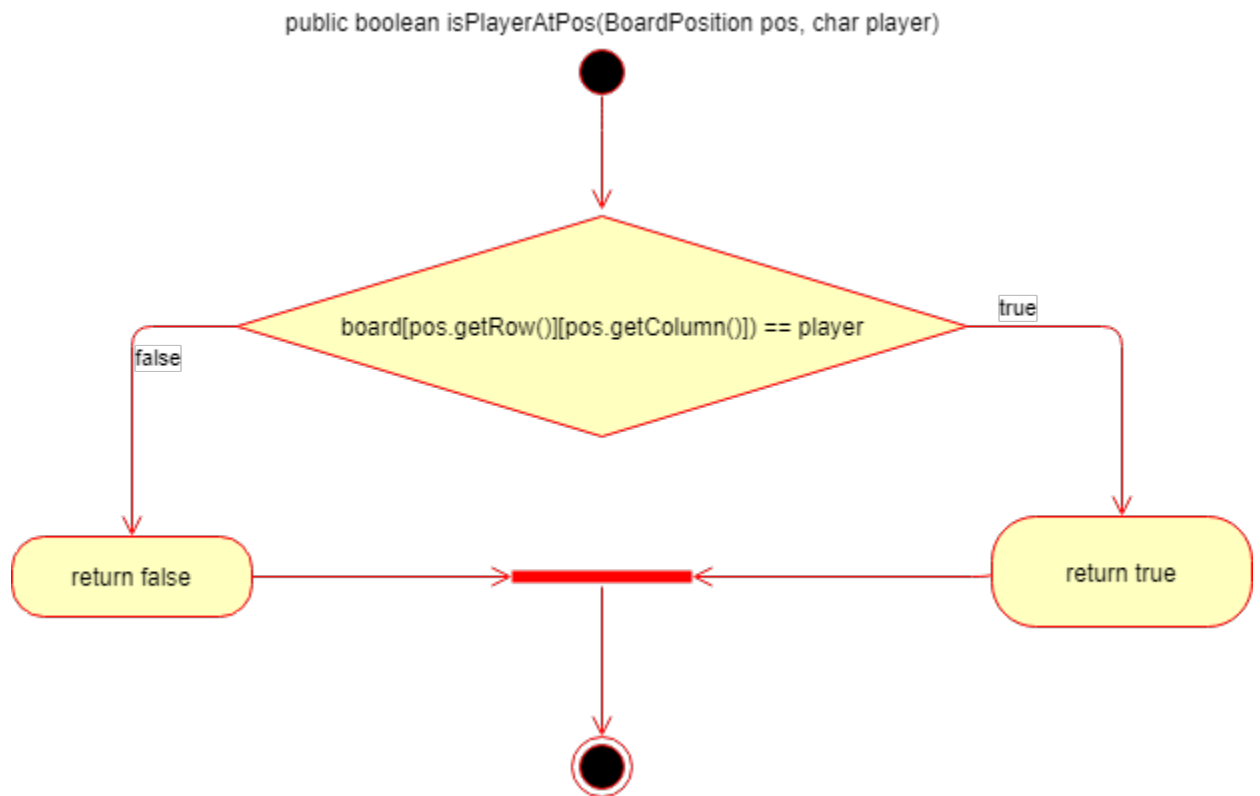 public boolean isPlayerAtPos(BoardPosition pos, char player)
true
board[pos.getRow()][pos.getColumn()]) == player
false
return false
return true